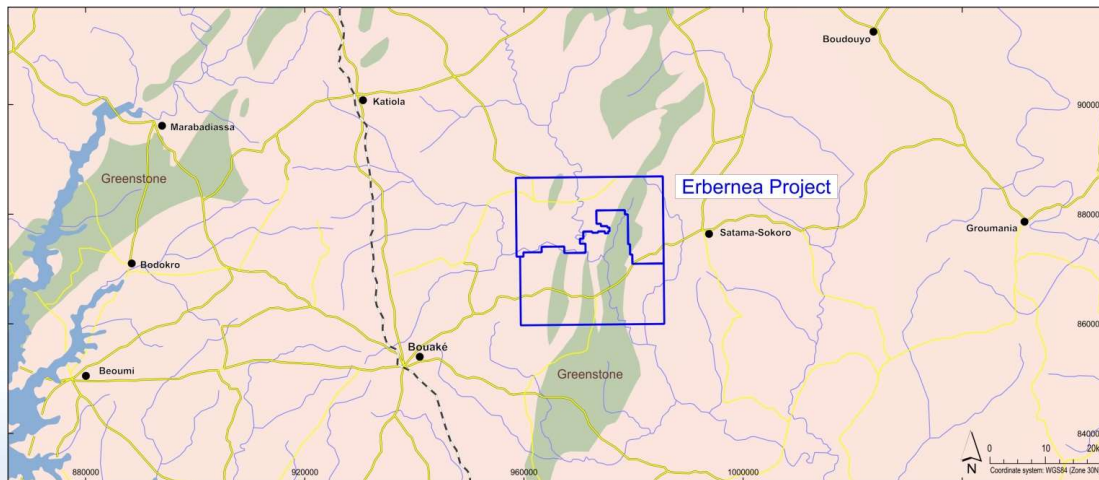 Boudouyo
Katiola
90000
Marabadiassa
Greenstone
Erbernea Project
88000
Groumania
Satama-Sokoro
Bodokro
86000
Bouaké
Beoumi
Greenstone
84000
N
0 10 20k
880000
920000
960000
1000000
Coordinate system: WGS84 (Zone 30N